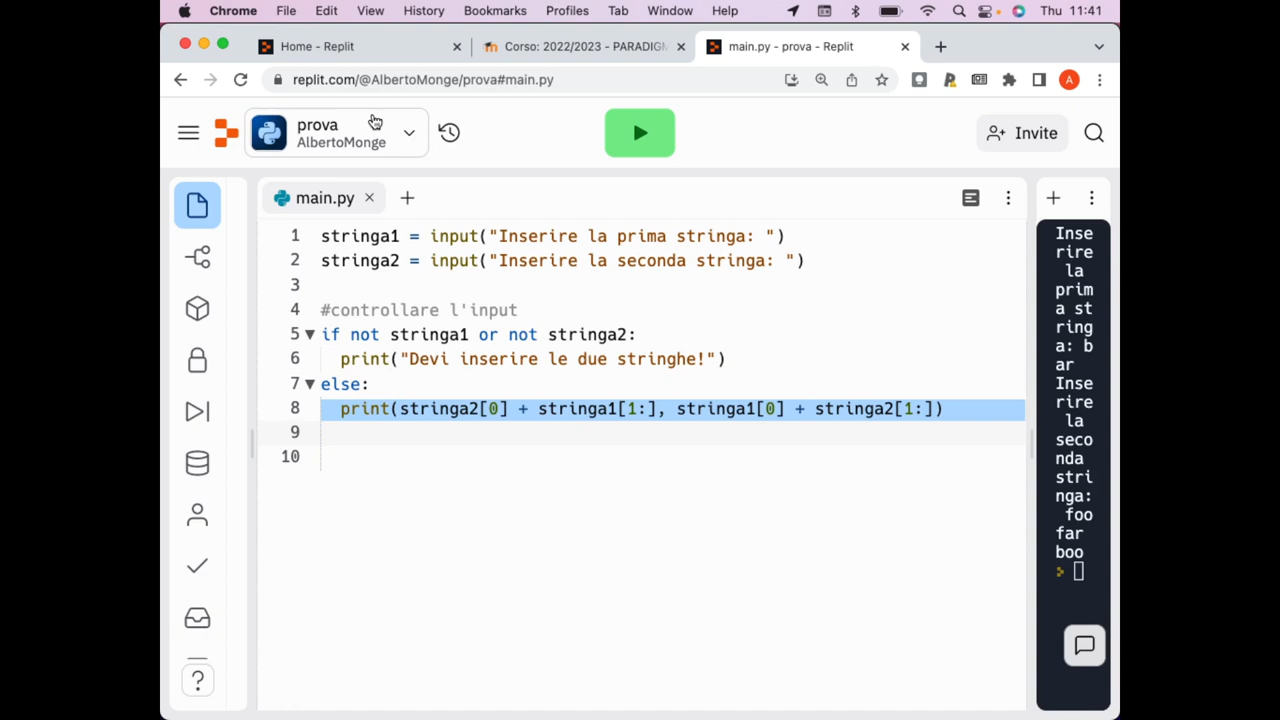 Chrome File Edit View History Bookmarks Profiles Tab Window Help Thu 11:41
Home - Replit Corso: 2022/2023 - PARADIGM main.py - prova - Replit
replit.com/@AlbertoMonge/prova#main.py A
prova
AlbertoMonge
Invite
main.py
1 stringa1 = input("Inserire la prima stringa: ")
2 stringa2 = input("Inserire la seconda stringa: ")
3
4 #controllare l'input
5 if not stringa1 or not stringa2:
6 print("Devi inserire le due stringhe!")
7 else:
8 print(stringa2[0] + stringa1[1:], stringa1[0] + stringa2[1:])
9
10
?
Inse
rire
la
prim
a st
ring
a: b
ar
Inse
rire
la
seco
nda
stri
nga:
foo
far
boo
>